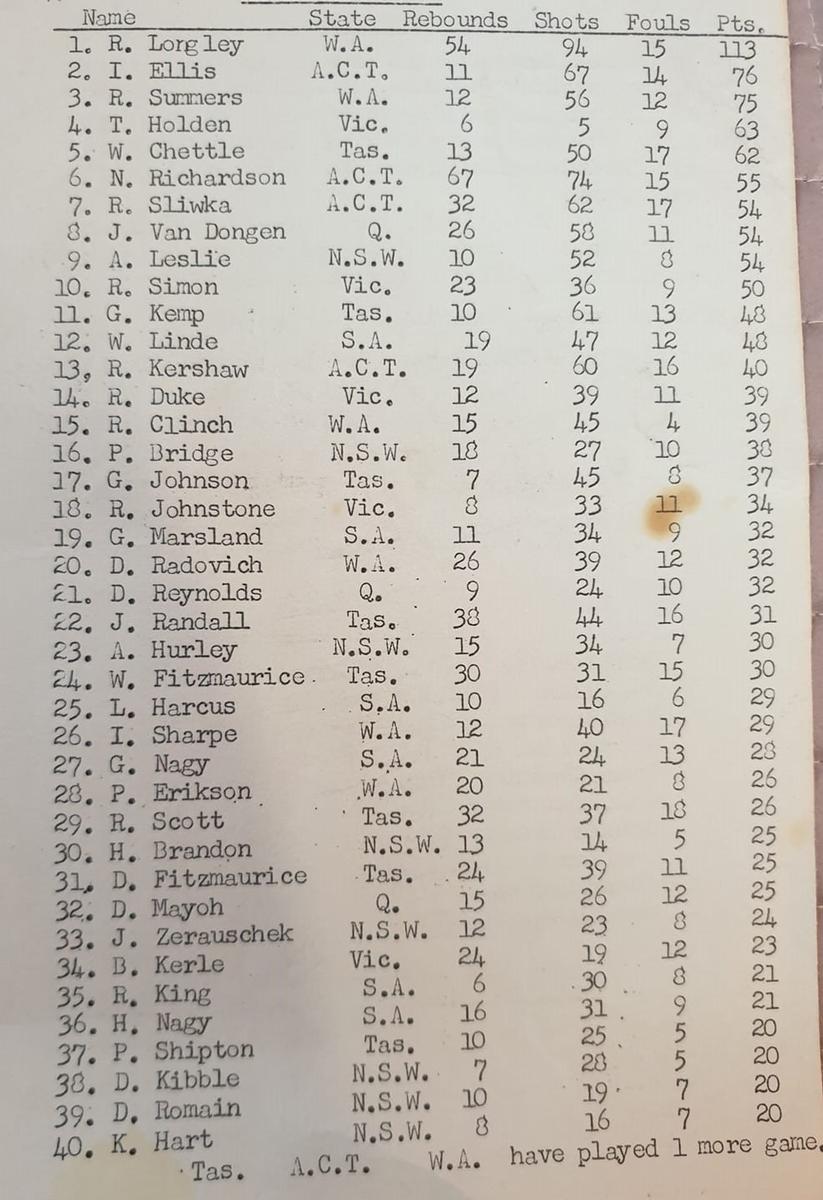 Name State Rebounds Shots Fouls Pts.
1. R. Lorgley W.A. 54 94 15 113
2. I. Ellis A.C.T. 11 67 14 76
3. R. Summers W.A. 12 56 12 75
4. T. Holden Vic. 6 5 9 63
5. W. Chettle Tas. 13 50 17 62
6. N. Richardson A.C.T. 67 74 15 55
7. R. Sliwka A.C.T. 32 62 17 54
8. J. Van Dongen Q. 26 58 11 54
9. A. Leslie N.S.W. 10 52 8 54
10. R. Simon Vic. 23 36 9 50
11. G. Kemp Tas. 10 61 13 48
12. W. Linde S.A. 19 47 12 48
13, R. Kershaw A.C.T. 19 60 16 40
14. R. Duke Vic. 12 39 11 39
15. R. Clinch W.A. 15 45 4 39
16. P. Bridge N.S.W. 18 27 10 38
17. G. Johnson Tas. 7 45 8 37
18. R. Johnstone Vic. 8 33 11 34
19. G. Marsland S.A. 11 34 9 32
20. D. Radovich W.A. 26 39 12 32
21. D. Reynolds Q. 9 24 10 32
22. J. Randall Tas. 38 44 16 31
23. A. Hurley N.S.W. 15 34 7 30
24. W. Fitzmaurice Tas. 30 31 15 30
25. L. Harcus S.A. 10 16 6 29
26. I. Sharpe W.A. 12 40 17 29
27. G. Nagy S.A. 21 24 13 28
28. P. Erikson W.A. 20 21 8 26
29. R. Scott Tas. 32 37 18 26
30. H. Brandon N.S.W. 13 14 5 25
31, D. Fitzmaurice Tas. 24 39 11 25
32. D. Mayoh Q. 15 26 12 25
33. J. Zerauschek N.S.W. 12 23 8 24
34. B. Kerle Vic. 24 19 12 23
35. R. King S.A. 6 30 8 21
36. H. Nagy S.A. 16 31 9 21
37. P. Shipton Tas. 10 25 5 20
38. D. Kibble N.S.W. 7 28 5 20
39. D. Romain N.S.W. 10 19 7 20
40. K. Hart N.S.W. 8 16 7 20
Tas. A.C.T. W.A. have played 1 more game.